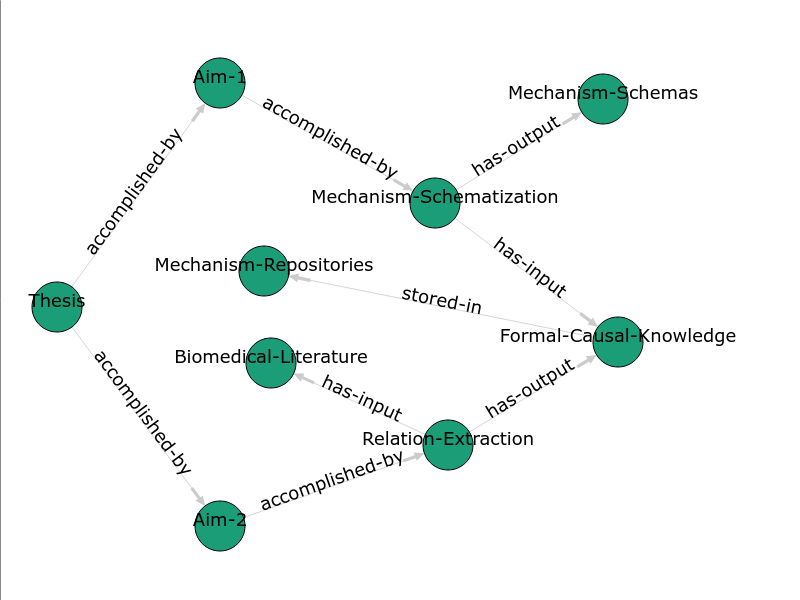 Aim-1
Mechanism-Schemas
accomplished-by
has-output
accomplished-by
Mechanism-Schematization
Mechanism-Repositories
has-input
Thesis
stored-in
Formal-Causal-Knowledge
Biomedical-Literature
has-input
has-output
accomplished-by
Relation-Extraction
accomplished-by
Aim-2